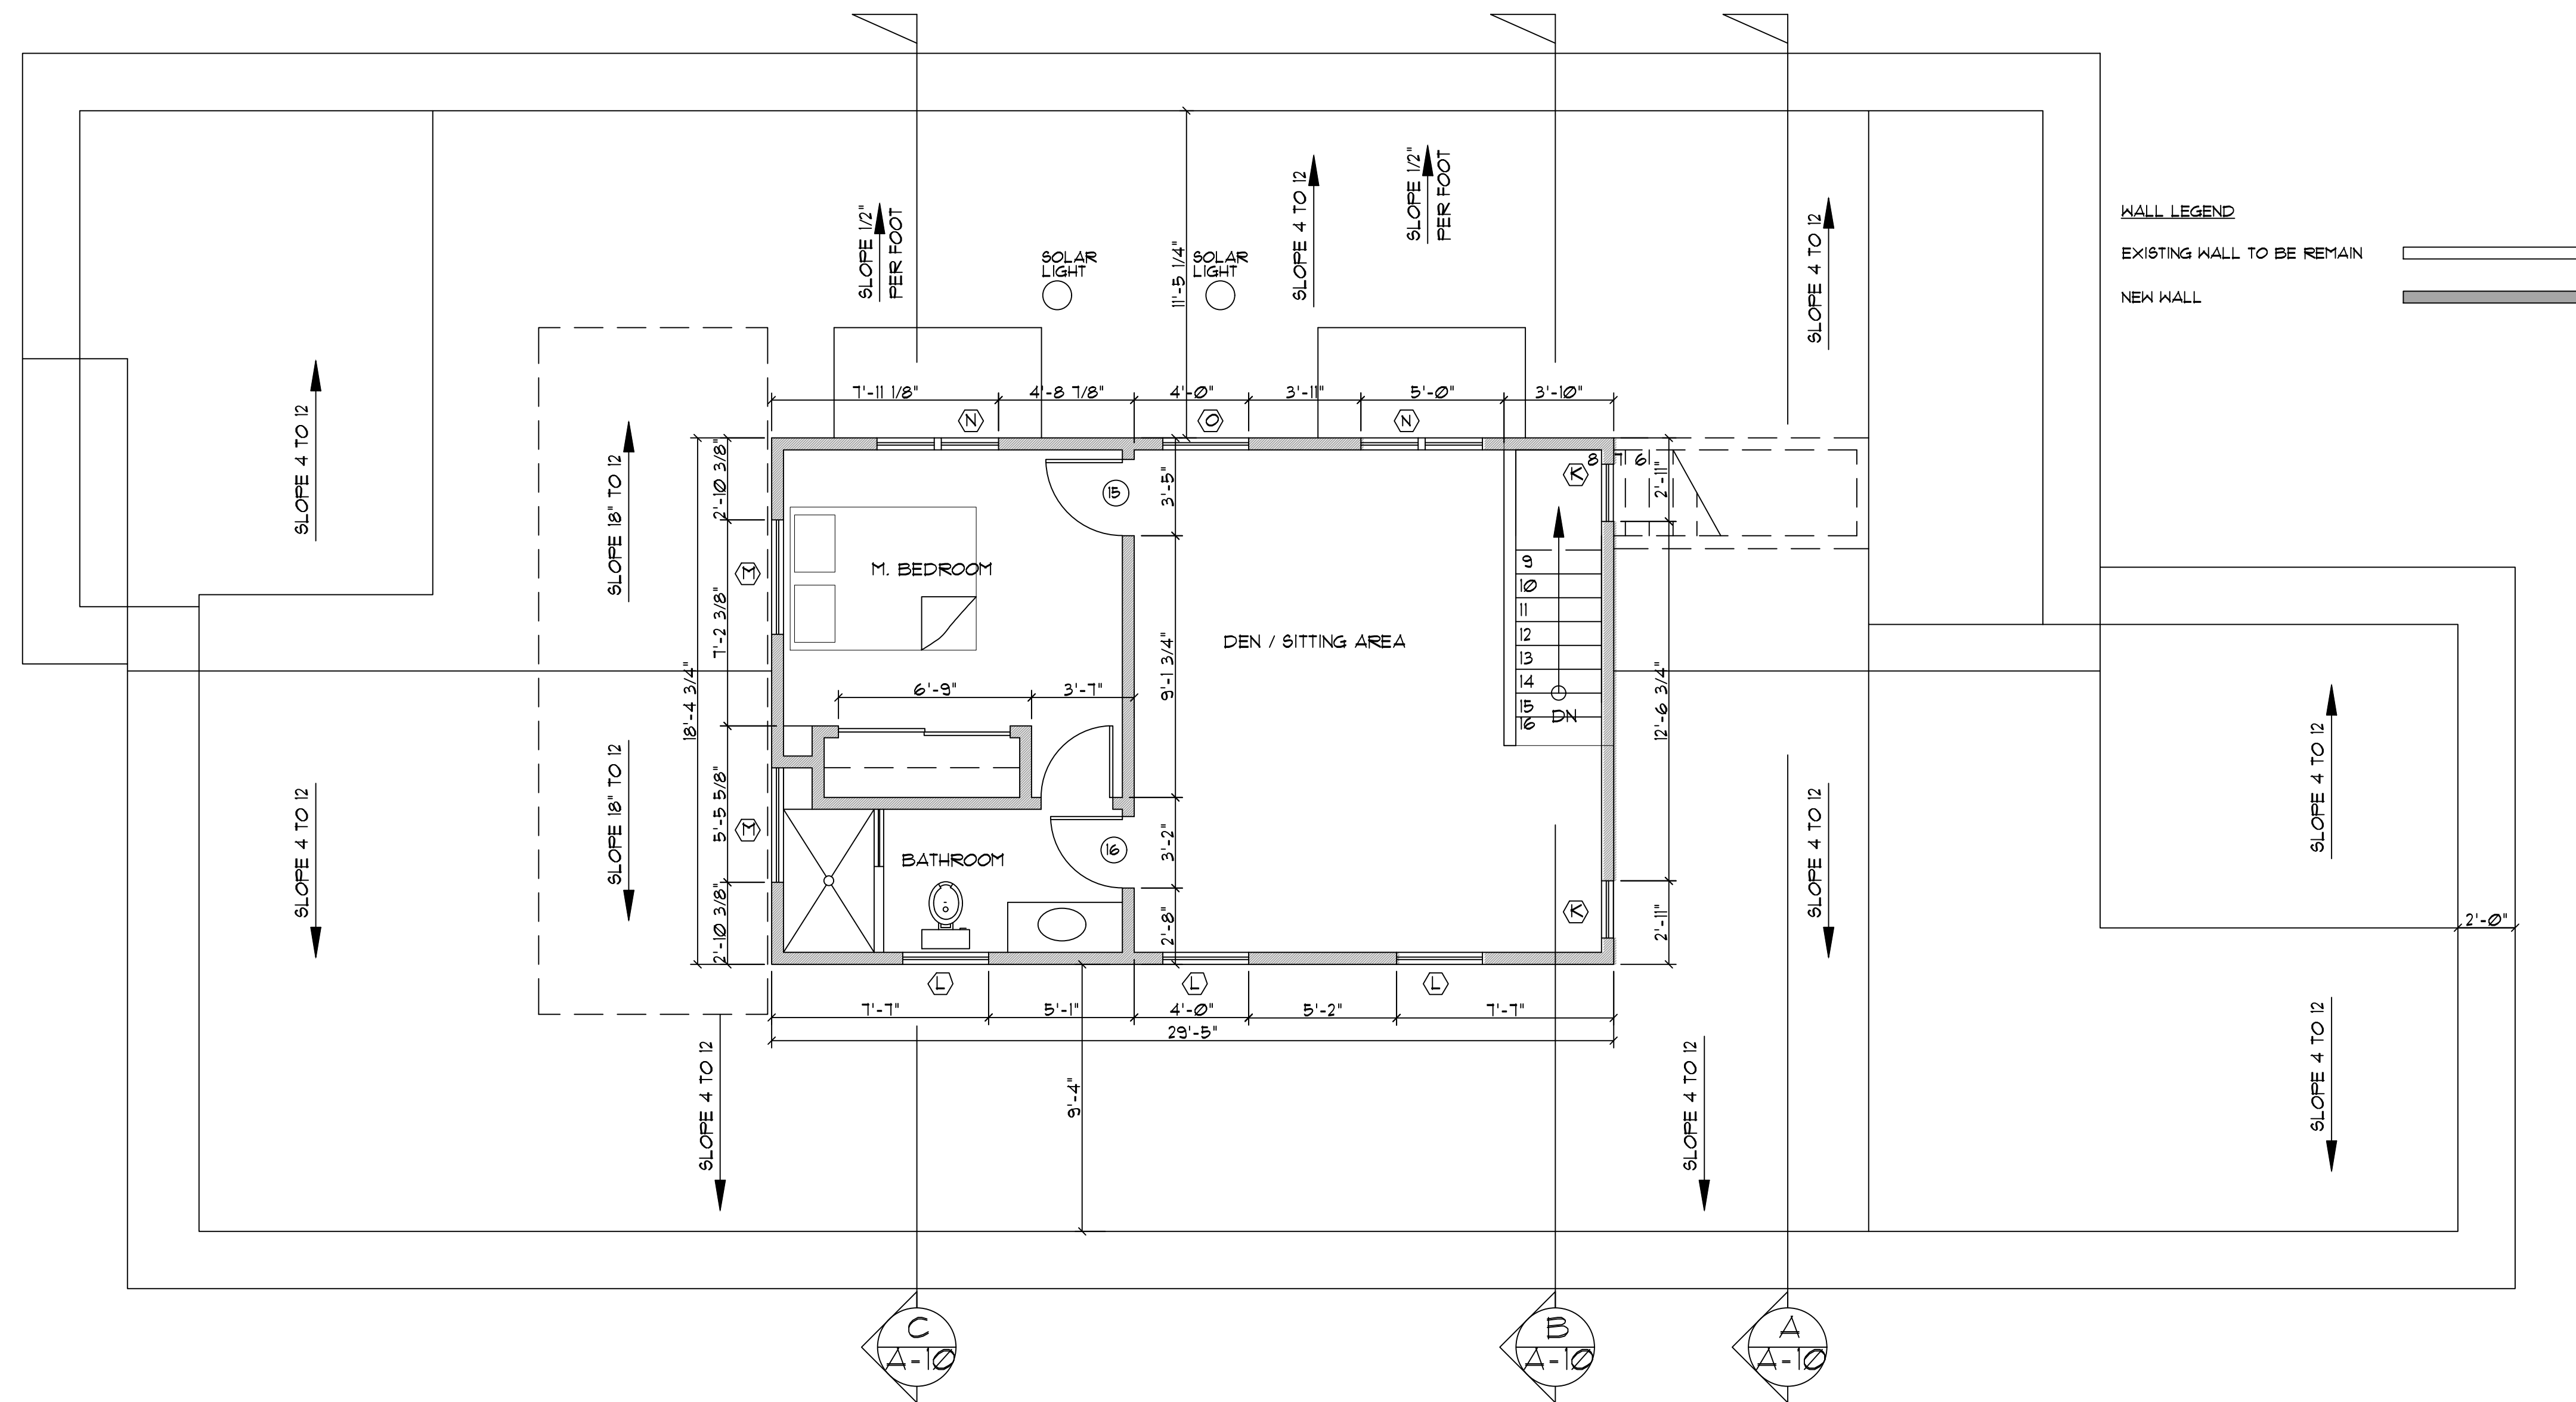 SLOPE 1/2"
PER FOOT
SOLAR
LIGHT
11'-5 1/4"
SOLAR
LIGHT
SLOPE 4 TO 12
SLOPE 1/2"
PER FOOT
SLOPE 4 TO 12
WALL LEGEND
EXISTING WALL TO BE REMAIN
NEW WALL
7'-11 1/8"
4'-8 7/8"
4'-0"
3'-11"
5'-0"
3'-10"
N
O
N
SLOPE 4 TO 12
SLOPE 18" TO 12
2'-10 3/8"
15
3'-5"
K
8 7 6
2'-11"
M
M. BEDROOM
9
10
11
12
13
14
15
16
DN
7'-2 3/8"
DEN / SITTING AREA
18'-4 3/4"
6'-9"
3'-7"
9'-1 3/4"
12'-6 3/4"
SLOPE 4 TO 12
SLOPE 4 TO 12
SLOPE 18" TO 12
5'-5 5/8"
M
BATHROOM
16
3'-2"
SLOPE 4 TO 12
2'-10 3/8"
2'-8"
K
2'-11"
2'-0"
L
L
L
7'-7"
5'-1"
4'-0"
5'-2"
7'-7"
29'-5"
SLOPE 4 TO 12
9'-4"
SLOPE 4 TO 12
SLOPE 4 TO 12
C
A-10
B
A-10
A
A-10